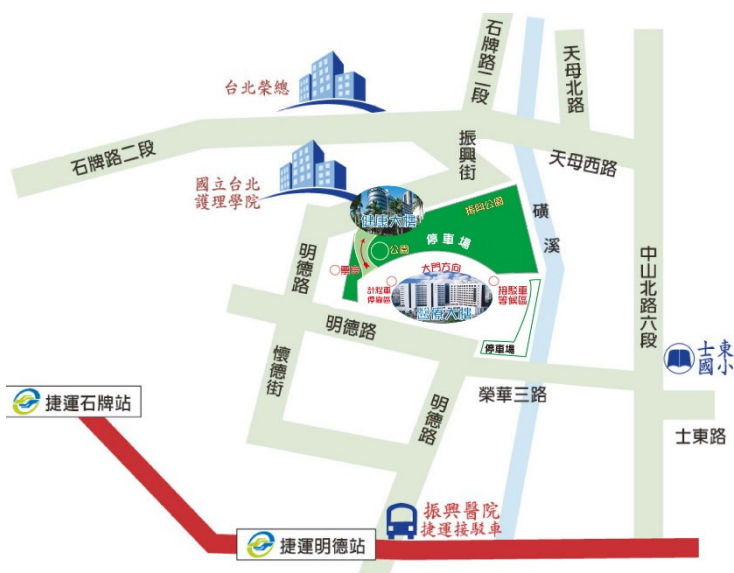 石牌路二段
天母北路
台北榮總
石牌路二段
振興街
天母西路
國立台北
護理學院
振興公園
健康大樓
磺溪
停車場
公園
明德路
大門方向
中山北路六段
計程車
停靠區
醫療大樓
接駁車
等候區
明德路
停車場
懷德街
士東
國小
榮華三路
捷運石牌站
明德路
士東路
振興醫院
捷運接駁車
捷運明德站